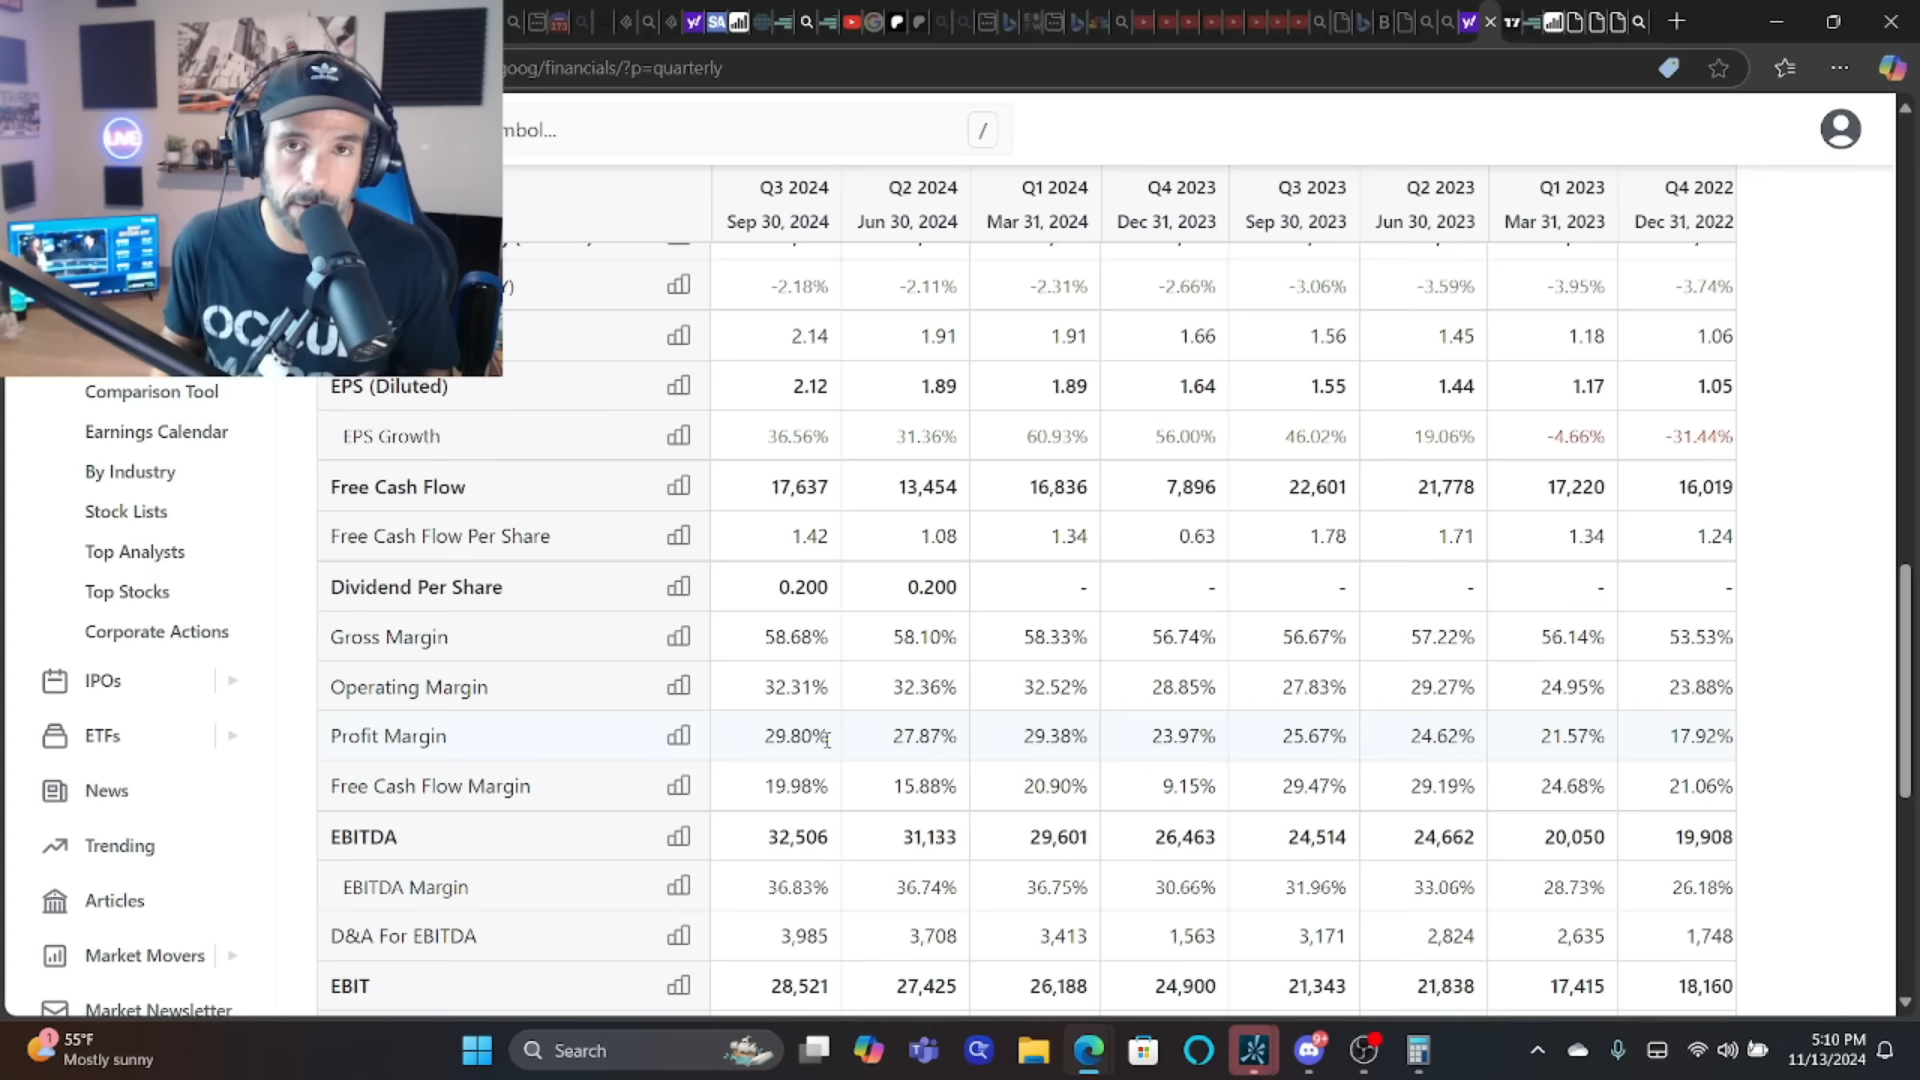 goog/financials/?p=quarterly
mbol...
/
LIVE
Q3 2024 Q2 2024 Q1 2024 Q4 2023 Q3 2023 Q2 2023 Q1 2023 Q4 2022
Sep 30, 2024 Jun 30, 2024 Mar 31, 2024 Dec 31, 2023 Sep 30, 2023 Jun 30, 2023 Mar 31, 2023 Dec 31, 2022
-2.18% -2.11% -2.31% -2.66% -3.06% -3.59% -3.95% -3.74%
2.14 1.91 1.91 1.66 1.56 1.45 1.18 1.06
EPS (Diluted) 2.12 1.89 1.89 1.64 1.55 1.44 1.17 1.05
EPS Growth 36.56% 31.36% 60.93% 56.00% 46.02% 19.06% -4.66% -31.44%
Free Cash Flow 17,637 13,454 16,836 7,896 22,601 21,778 17,220 16,019
Free Cash Flow Per Share 1.42 1.08 1.34 0.63 1.78 1.71 1.34 1.24
Dividend Per Share 0.200 0.200 - - - - - -
Gross Margin 58.68% 58.10% 58.33% 56.74% 56.67% 57.22% 56.14% 53.53%
Operating Margin 32.31% 32.36% 32.52% 28.85% 27.83% 29.27% 24.95% 23.88%
Profit Margin 29.80% 27.87% 29.38% 23.97% 25.67% 24.62% 21.57% 17.92%
Free Cash Flow Margin 19.98% 15.88% 20.90% 9.15% 29.47% 29.19% 24.68% 21.06%
EBITDA 32,506 31,133 29,601 26,463 24,514 24,662 20,050 19,908
EBITDA Margin 36.83% 36.74% 36.75% 30.66% 31.96% 33.06% 28.73% 26.18%
D&A For EBITDA 3,985 3,708 3,413 1,563 3,171 2,824 2,635 1,748
EBIT 28,521 27,425 26,188 24,900 21,343 21,838 17,415 18,160
Comparison Tool
Earnings Calendar
By Industry
Stock Lists
Top Analysts
Top Stocks
Corporate Actions
IPOs
ETFs
News
Trending
Articles
Market Movers
Market Newsletter
1
55°F
Mostly sunny
Search
9+
5:10 PM
11/13/2024